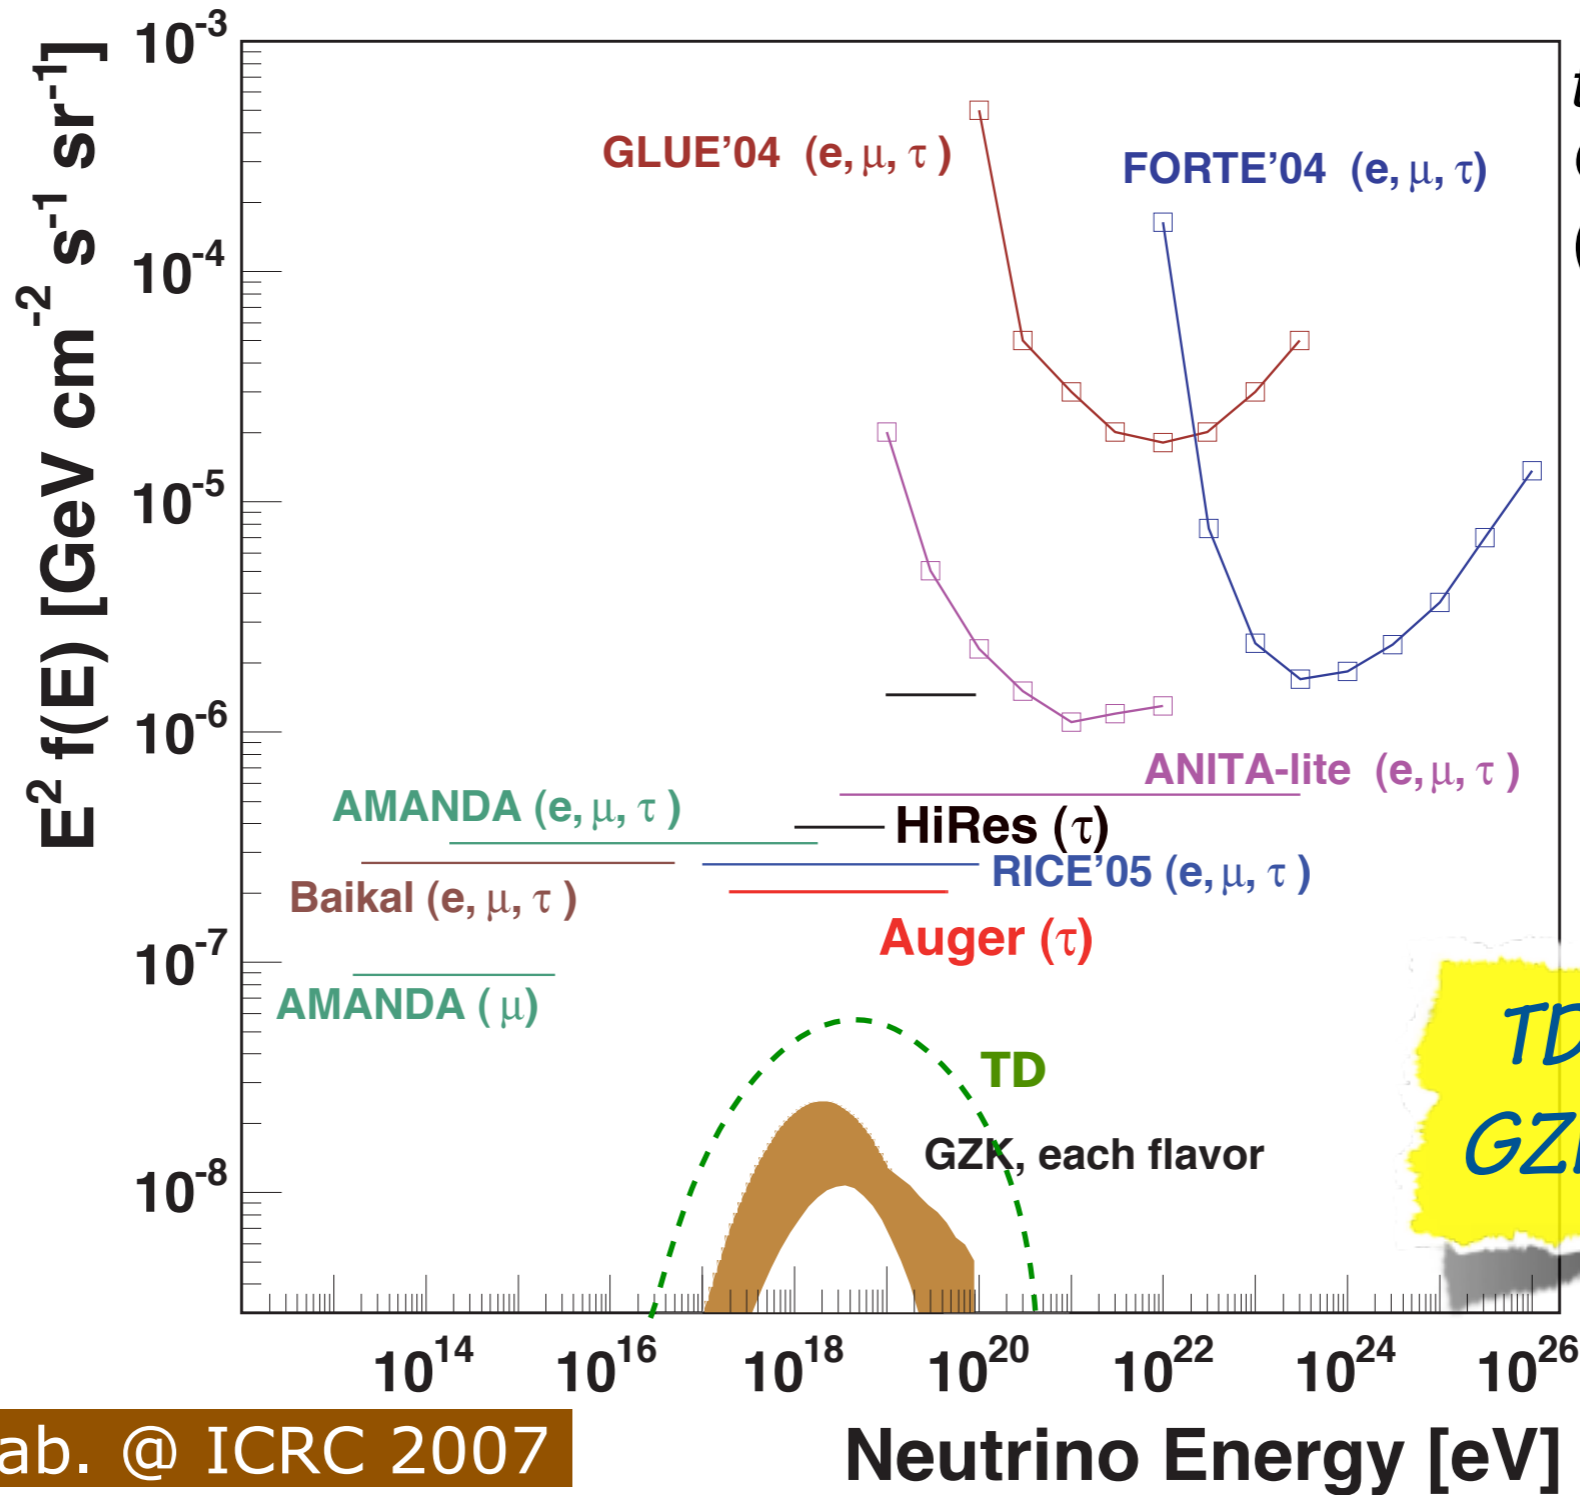 E² f(E) [GeV cm⁻² s⁻¹ sr⁻¹]
10⁻³
10⁻⁴
10⁻⁵
10⁻⁶
10⁻⁷
10⁻⁸
GLUE’04 (e, μ, τ )
FORTE’04 (e, μ, τ)
ANITA-lite (e, μ, τ )
AMANDA (e, μ, τ )
HiRes (τ)
RICE’05 (e, μ, τ )
Baikal (e, μ, τ )
Auger (τ)
AMANDA ( μ)
TD
GZK, each flavor
TD
10¹⁴ 10¹⁶ 10¹⁸ 10²⁰ 10²² 10²⁴ 10²⁶
Neutrino Energy [eV]
ab. @ ICRC 2007